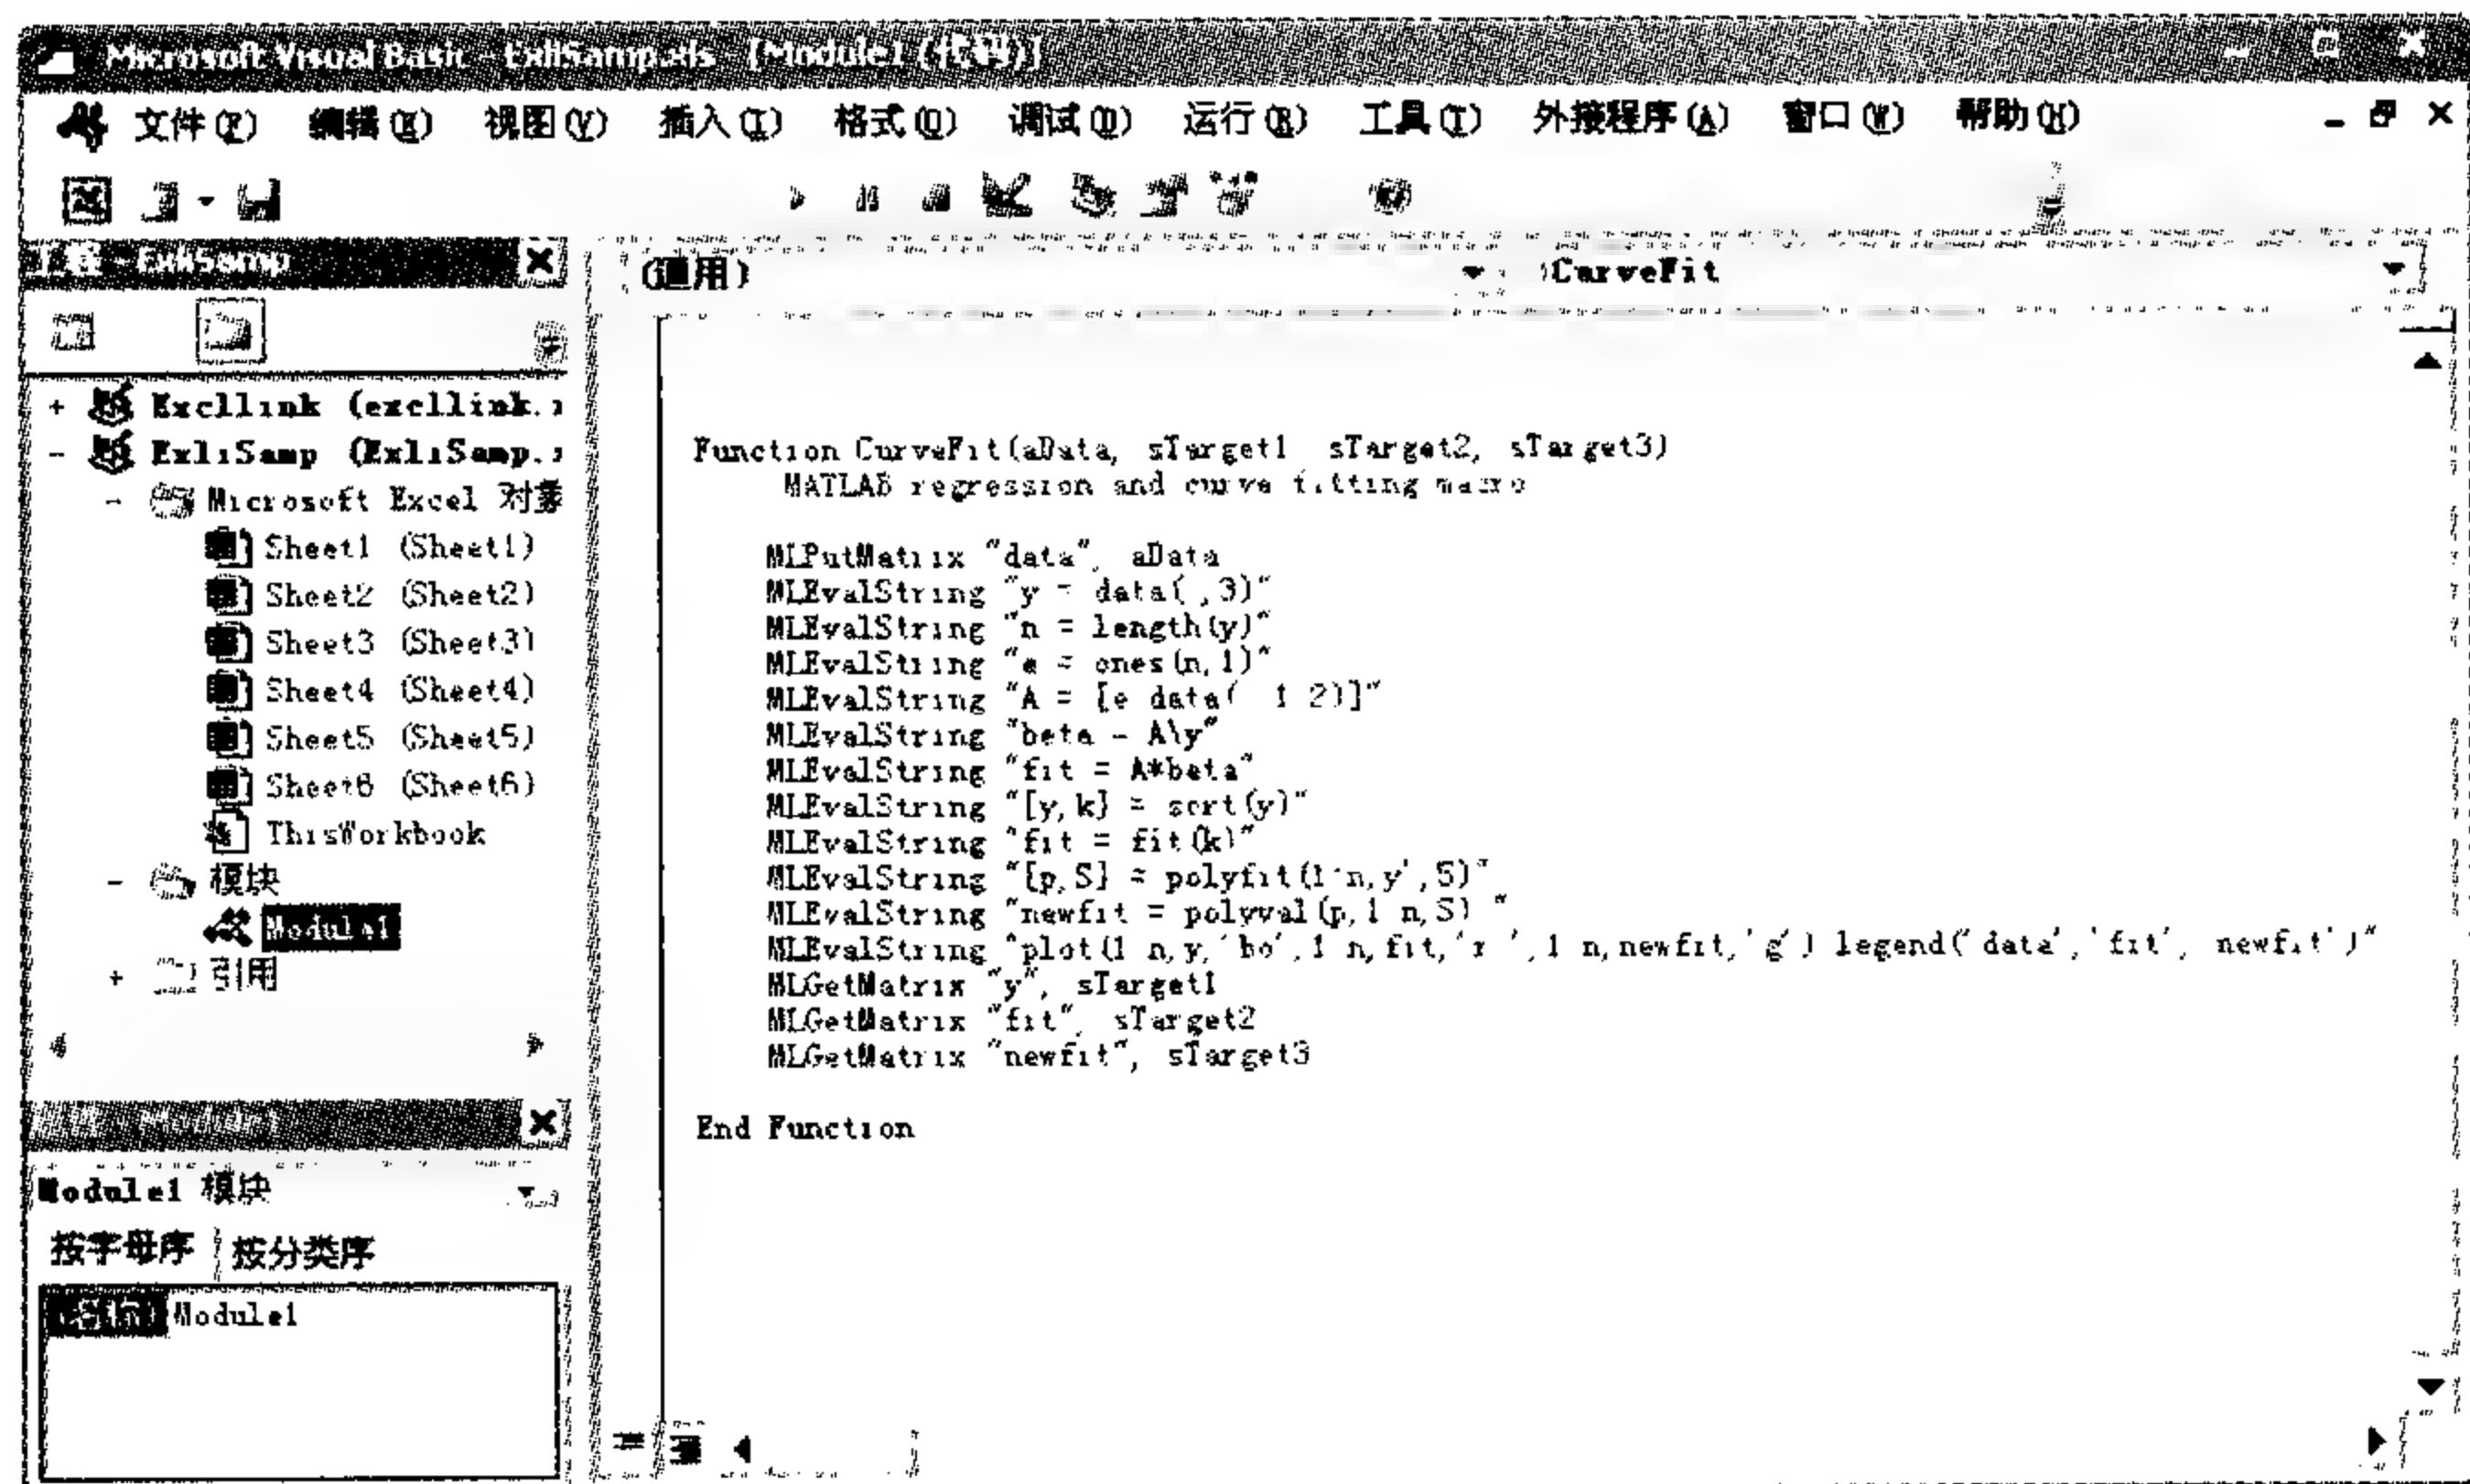 Microsoft Visual Basic - ExliSamp.xls - [Module1 (代码)]
文件(F) 编辑(E) 视图(V) 插入(I) 格式(O) 调试(D) 运行(R) 工具(T) 外接程序(A) 窗口(W) 帮助(H)
工程 - ExliSamp
(通用)
CurveFit
+ Excllink (excllink.
- ExliSamp (ExliSamp.
- Microsoft Excel 对象
Sheet1 (Sheet1)
Sheet2 (Sheet2)
Sheet3 (Sheet3)
Sheet4 (Sheet4)
Sheet5 (Sheet5)
Sheet6 (Sheet6)
ThisWorkbook
- 模块
Module1
+ 引用
Module1 模块
按字母序 按分类序
Module1
Function CurveFit(aData, sTarget1 sTarget2, sTarget3)
MATLAB regression and curve fitting macro
MLPutMatrix "data", aData
MLEvalString "y = data( ,3)"
MLEvalString "n = length(y)"
MLEvalString "e = ones(n,1)"
MLEvalString "A = [e data( 1 2)]"
MLEvalString "beta = A\y"
MLEvalString "fit = A*beta"
MLEvalString "[y,k] = sort(y)"
MLEvalString "fit = fit(k)"
MLEvalString "[p,S] = polyfit(1:n,y',5)"
MLEvalString "newfit = polyval(p,1 n,S) "
MLEvalString "plot(1 n,y,'bo',1 n,fit,'r ',1 n,newfit,'g') legend('data','fit', newfit')"
MLGetMatrix "y", sTarget1
MLGetMatrix "fit" sTarget2
MLGetMatrix "newfit", sTarget3
End Function